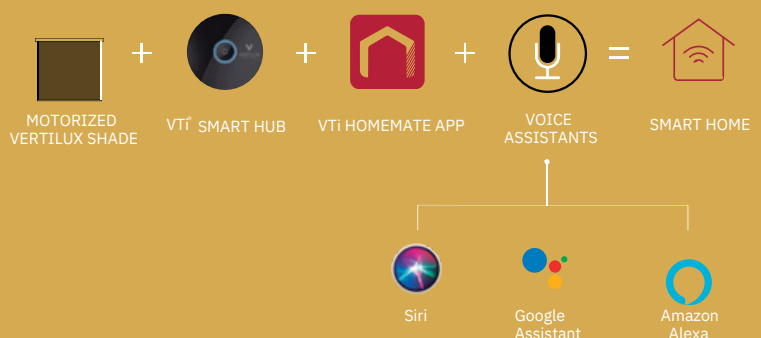 MOTORIZED
VERTILUX SHADE
VTi® SMART HUB
VTi HOMEMATE APP
VOICE
ASSISTANTS
SMART HOME
Siri
Google
Assistant
Amazon
Alexa